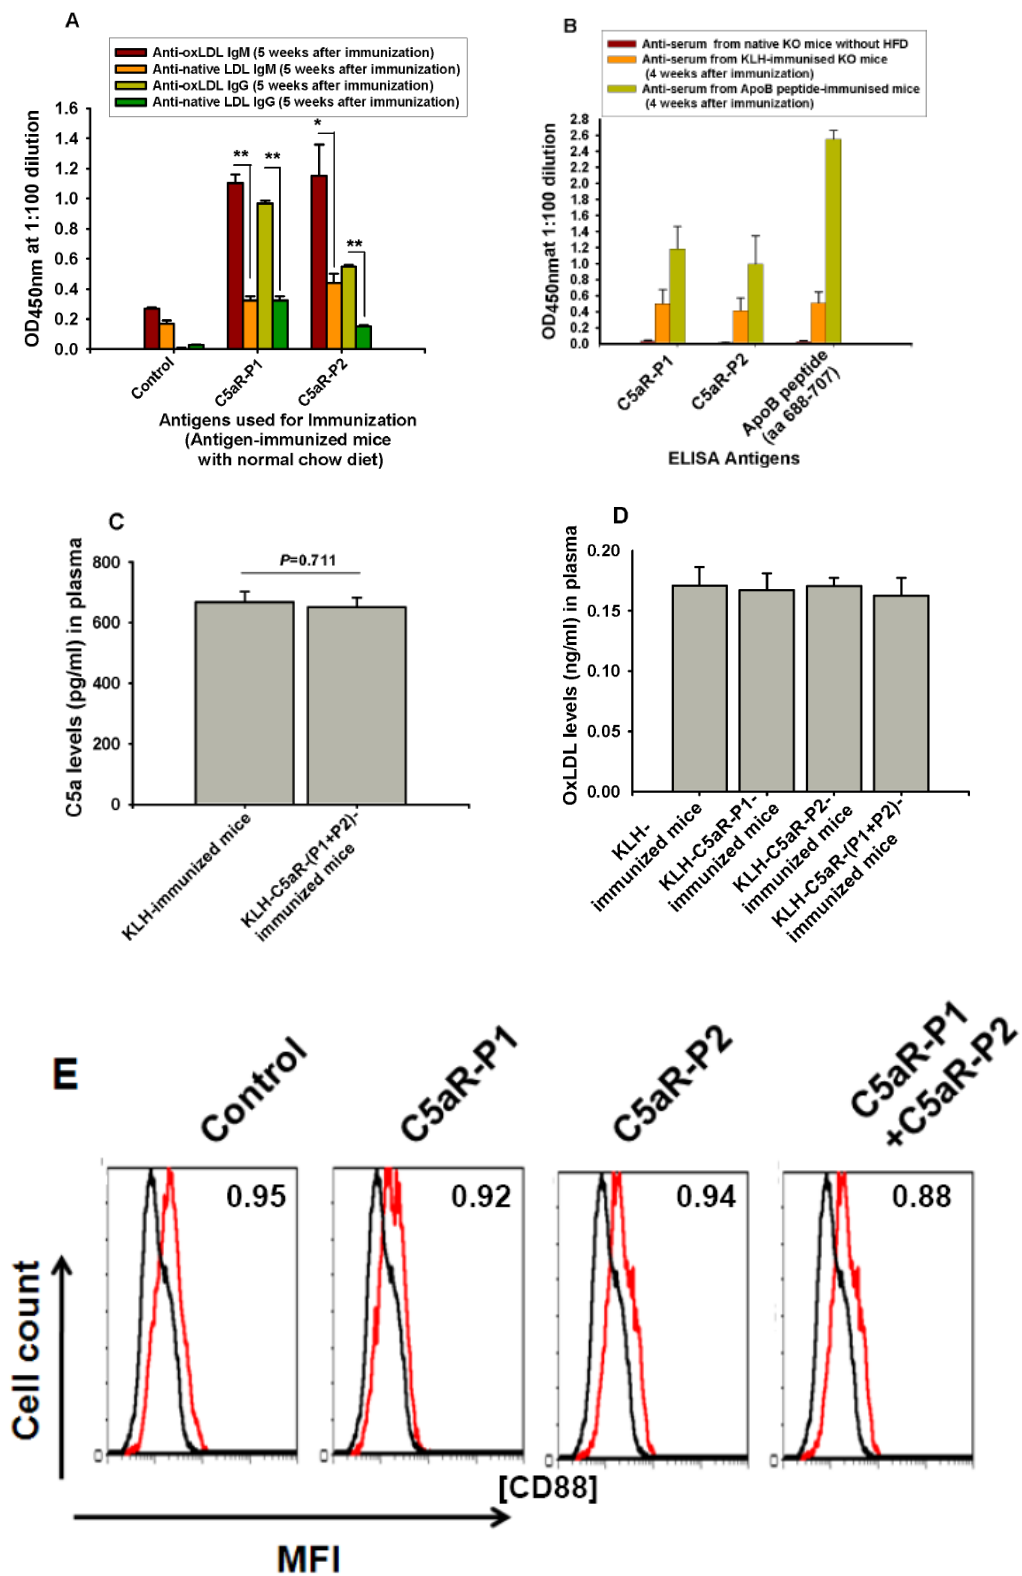 A
Anti-oxLDL IgM (5 weeks after immunization)
Anti-native LDL IgM (5 weeks after immunization)
Anti-oxLDL IgG (5 weeks after immunization)
Anti-native LDL IgG (5 weeks after immunization)
OD450nm at 1:100 dilution
1.6
1.4
1.2
1.0
0.8
0.6
0.4
0.2
0.0
**
**
*
**
Control
C5aR-P1
C5aR-P2
Antigens used for Immunization
(Antigen-immunized mice
with normal chow diet)
B
Anti-serum from native KO mice without HFD
Anti-serum from KLH-immunised KO mice
(4 weeks after immunization)
Anti-serum from ApoB peptide-immunised mice
(4 weeks after immunization)
OD450nmat 1:100 dilution
2.8
2.6
2.4
2.2
2.0
1.8
1.6
1.4
1.2
1.0
0.8
0.6
0.4
0.2
0.0
C5aR-P1
C5aR-P2
ApoB peptide
(aa 688-707)
ELISA Antigens
C
C5a levels (pg/ml) in plasma
800
600
400
200
0
P=0.711
KLH-immunized mice
KLH-C5aR-(P1+P2)-
immunized mice
D
OxLDL levels (ng/ml) in plasma
0.20
0.15
0.10
0.05
0.00
KLH-
immunized mice
KLH-C5aR-P1-
immunized mice
KLH-C5aR-P2-
immunized mice
KLH-C5aR-(P1+P2)-
immunized mice
E
Control
C5aR-P1
C5aR-P2
C5aR-P1
+C5aR-P2
Cell count
0.95
0.92
0.94
0.88
0
0
0
0
[CD88]
MFI